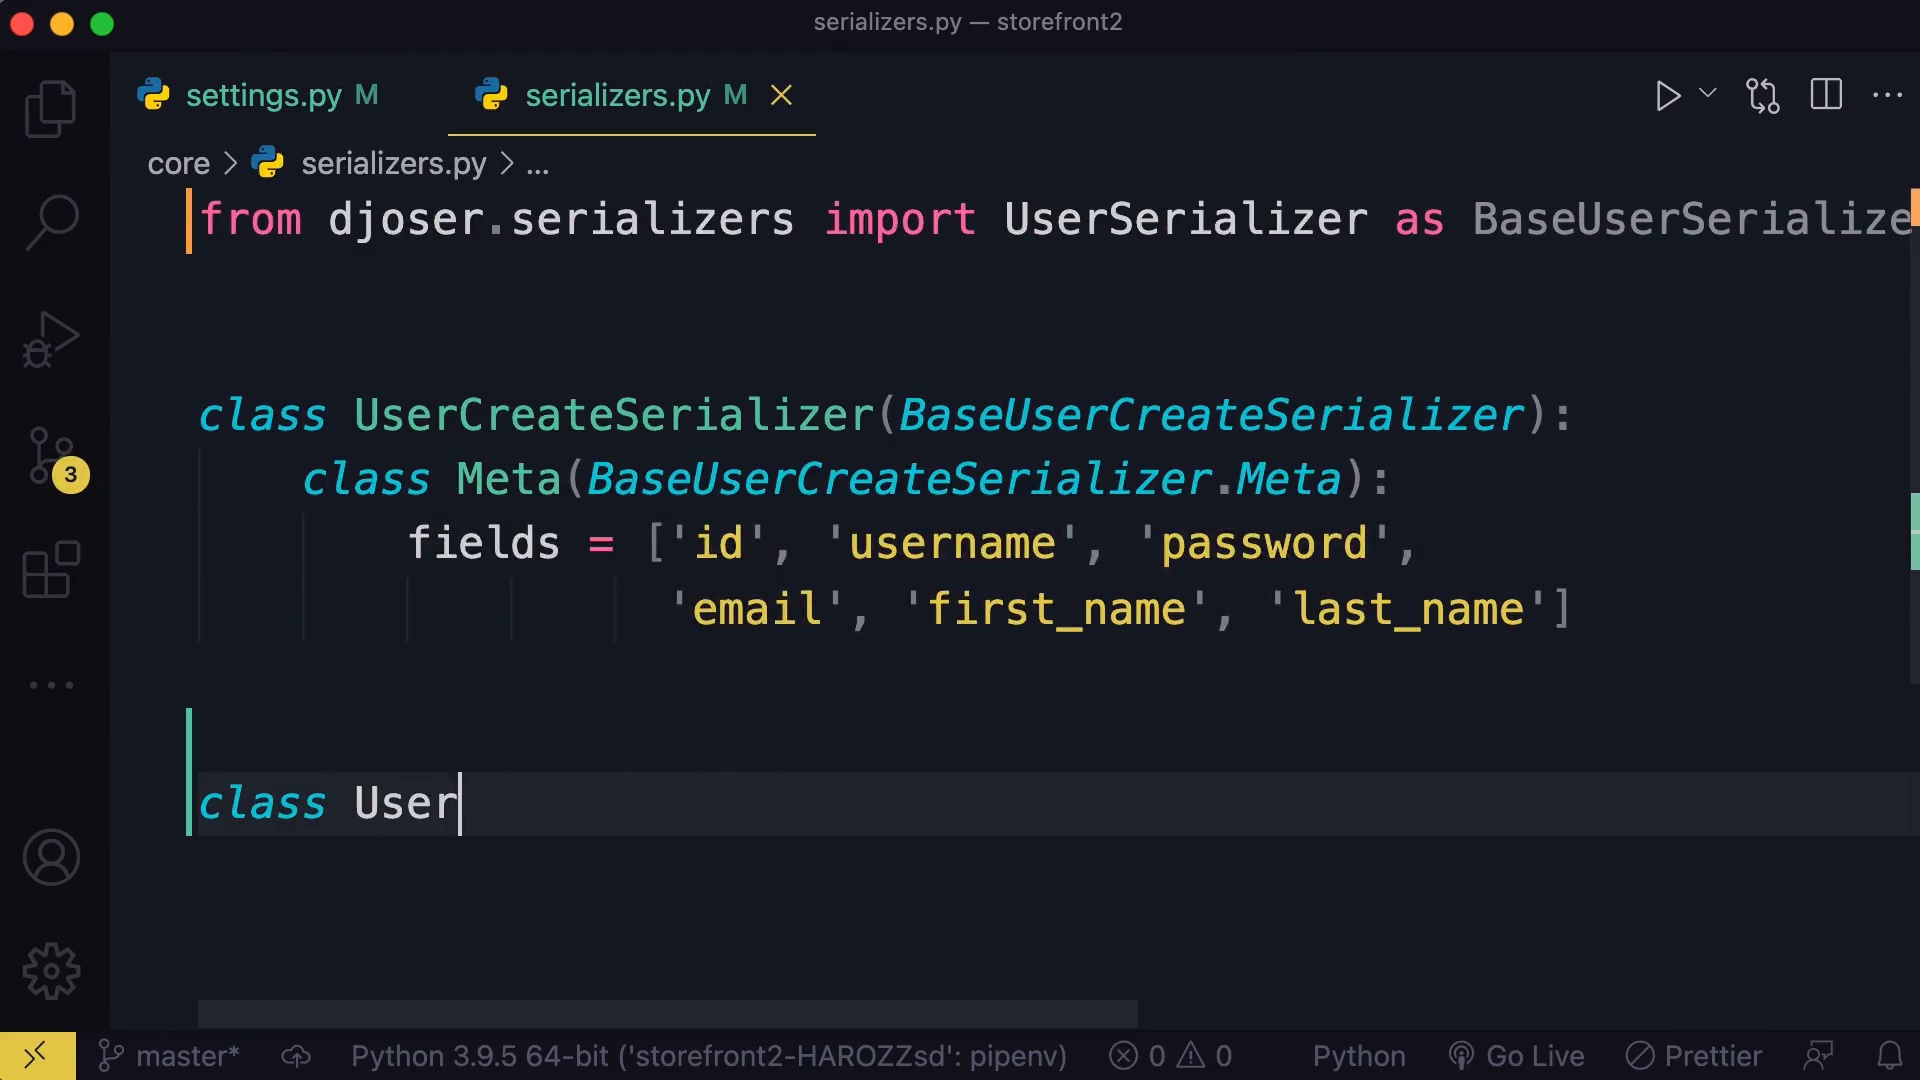 serializers.py — storefront2
settings.py M serializers.py M
core > serializers.py > ...
from djoser.serializers import UserSerializer as BaseUserSerialize
class UserCreateSerializer(BaseUserCreateSerializer):
class Meta(BaseUserCreateSerializer.Meta):
fields = ['id', 'username', 'password',
'email', 'first_name', 'last_name']
3
class User
master* Python 3.9.5 64-bit ('storefront2-HAROZZsd': pipenv) 0 0 Python Go Live Prettier